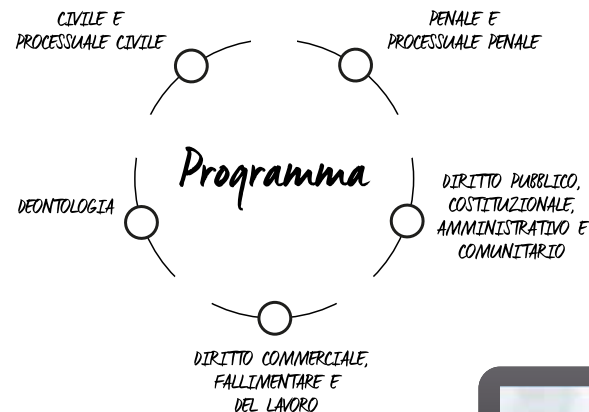 CIVILE E
PROCESSUALE CIVILE
PENALE E
PROCESSUALE PENALE
Programma
DEONTOLOGIA
DIRITTO PUBBLICO,
COSTITUZIONALE,
AMMINISTRATIVO E
COMUNITARIO
DIRITTO COMMERCIALE,
FALLIMENTARE E
DEL LAVORO